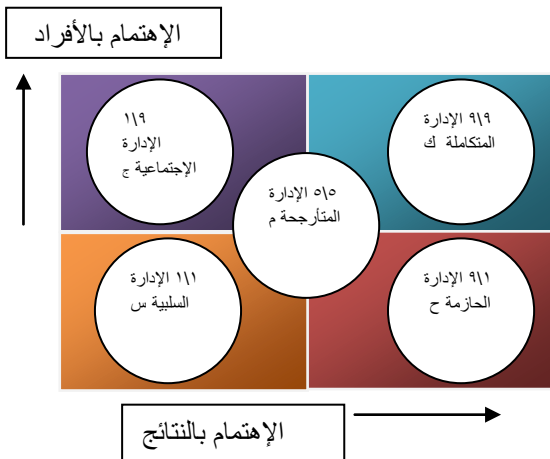 الإهتمام بالأفراد
١\٩
الإدارة
الإجتماعية ج
٩\٩ الإدارة
المتكاملة ك
٥\٥ الإدارة
المتأرجحة م
١\١ الإدارة
السلبية س
٩\١ الإدارة
الحازمة ح
الإهتمام بالنتائج